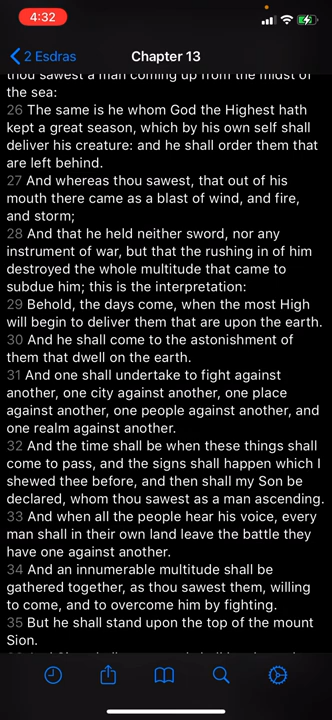 4:32
2 Esdras
Chapter 13
thou sawest a man coming up from the midst of
the sea:
26 The same is he whom God the Highest hath
kept a great season, which by his own self shall
deliver his creature: and he shall order them that
are left behind.
27 And whereas thou sawest, that out of his
mouth there came as a blast of wind, and fire,
and storm;
28 And that he held neither sword, nor any
instrument of war, but that the rushing in of him
destroyed the whole multitude that came to
subdue him; this is the interpretation:
29 Behold, the days come, when the most High
will begin to deliver them that are upon the earth.
30 And he shall come to the astonishment of
them that dwell on the earth.
31 And one shall undertake to fight against
another, one city against another, one place
against another, one people against another, and
one realm against another.
32 And the time shall be when these things shall
come to pass, and the signs shall happen which I
shewed thee before, and then shall my Son be
declared, whom thou sawest as a man ascending.
33 And when all the people hear his voice, every
man shall in their own land leave the battle they
have one against another.
34 And an innumerable multitude shall be
gathered together, as thou sawest them, willing
to come, and to overcome him by fighting.
35 But he shall stand upon the top of the mount
Sion.